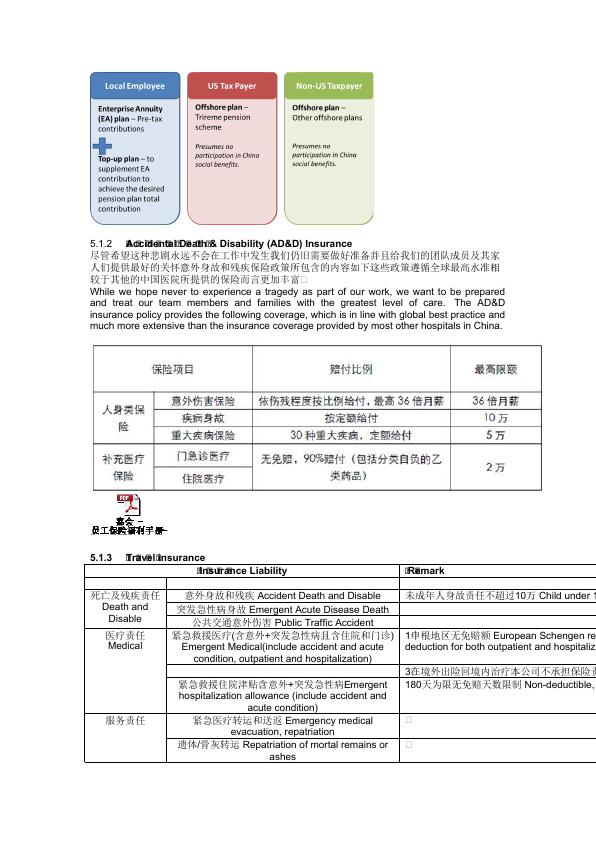 Local Employee
Enterprise Annuity
(EA) plan – Pre-tax
contributions
Top-up plan – to
supplement EA
contribution to
achieve the desired
pension plan total
contribution
US Tax Payer
Offshore plan –
Trireme pension
scheme
Presumes no
participation in China
social benefits.
Non-US Taxpayer
Offshore plan –
Other offshore plans
Presumes no
participation in China
social benefits.
5.1.2 Accidental Death & Disability (AD&D) Insurance
尽管希望这种悲剧永远不会在工作中发生我们仍旧需要做好准备并且给我们的团队成员及其家
人们提供最好的关怀意外身故和残疾保险政策所包含的内容如下这些政策遵循全球最高水准相
较于其他的中国医院所提供的保险而言更加丰富
While we hope never to experience a tragedy as part of our work, we want to be prepared
and treat our team members and families with the greatest level of care. The AD&D
insurance policy provides the following coverage, which is in line with global best practice and
much more extensive than the insurance coverage provided by most other hospitals in China.
保险项目 赔付比例 最高限额
人身类保险 意外伤害保险 依伤残程度按比例给付，最高 36 倍月薪 36 倍月薪
疾病身故 按定额给付 10 万
重大疾病保险 30 种重大疾病，定额给付 5 万
补充医疗保险 门急诊医疗 无免赔，90%赔付（包括分类自负的乙类药品） 2 万
住院医疗
PDF
嘉会 -
员工保险福利手册-
5.1.3 Travel Insurance
Insurance Liability Remark
死亡及残疾责任
Death and
Disable
意外身故和残疾 Accident Death and Disable 未成年人身故责任不超过10万 Child under 1
突发急性病身故 Emergent Acute Disease Death
公共交通意外伤害 Public Traffic Accident
医疗责任
Medical
紧急救援医疗(含意外+突发急性病且含住院和门诊)
Emergent Medical(include accident and acute
condition, outpatient and hospitalization)
1申根地区无免赔额 European Schengen re
deduction for both outpatient and hospitaliz
3在境外出险回境内治疗本公司不承担保险责
紧急救援住院津贴含意外+突发急性病Emergent
hospitalization allowance (include accident and
acute condition)
180天为限无免赔天数限制 Non-deductible,
服务责任
紧急医疗转运和送返 Emergency medical
evacuation, repatriation
遗体/骨灰转运 Repatriation of mortal remains or
ashes